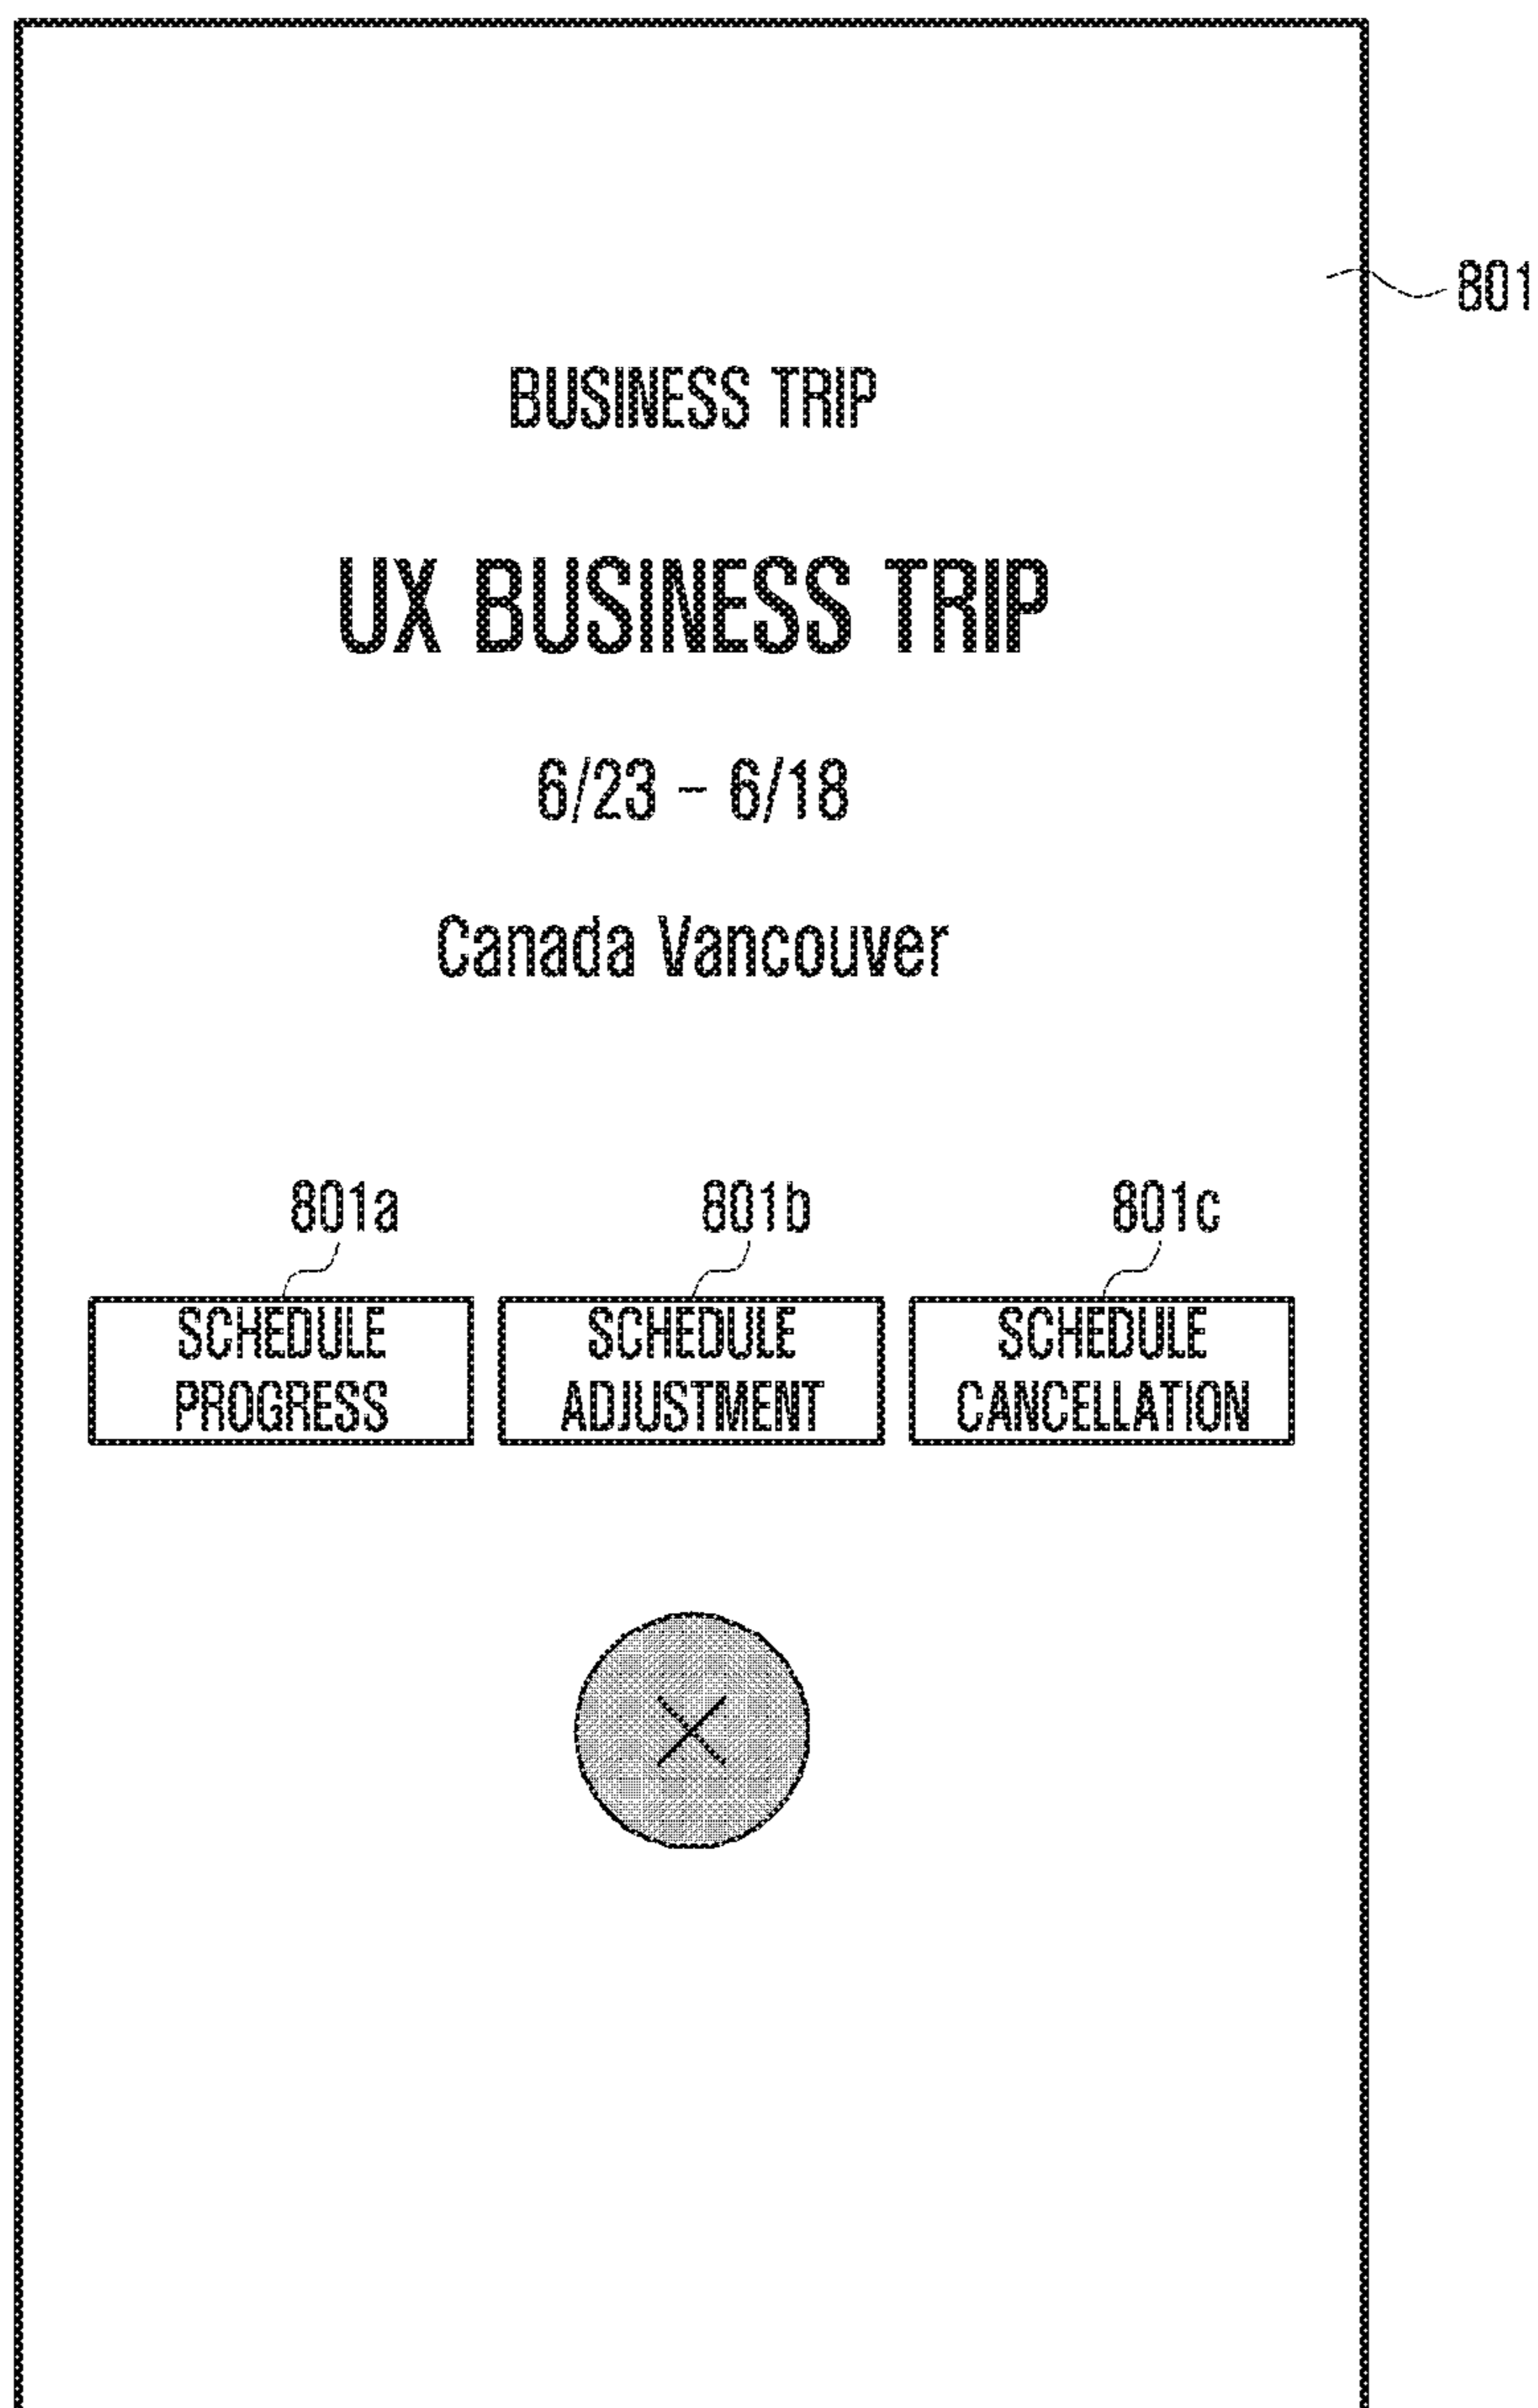 801
BUSINESS TRIP
UX BUSINESS TRIP
6/23 ~ 6/18
Canada Vancouver
801a 801b 801c
SCHEDULE PROGRESS
SCHEDULE ADJUSTMENT
SCHEDULE CANCELLATION